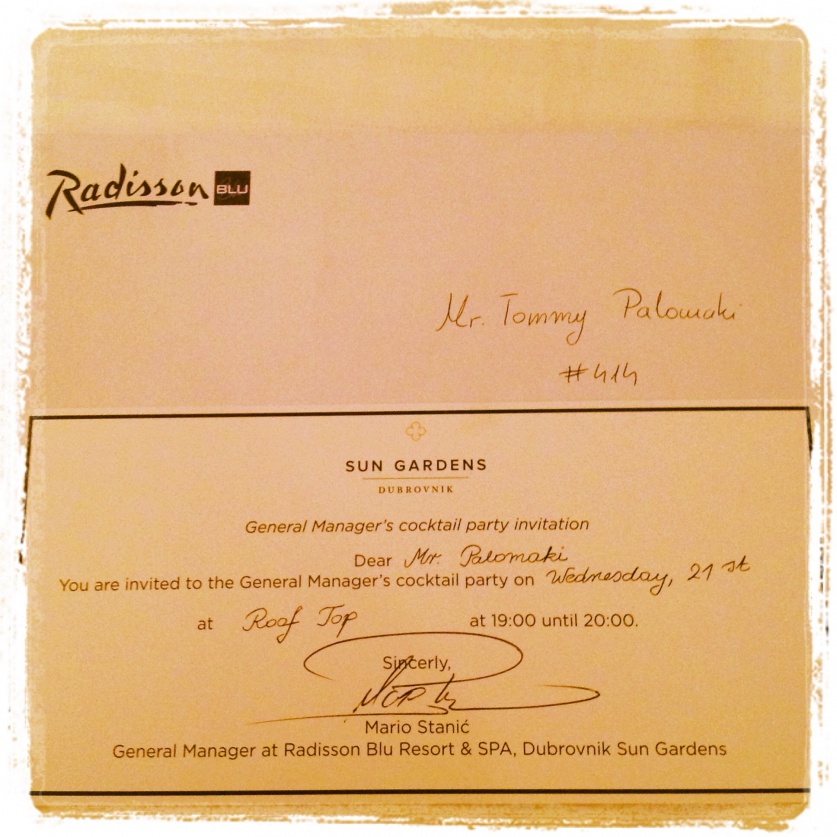 Radisson BLU
Mr. Tommy Palomaki
#414
SUN GARDENS
DUBROVNIK
General Manager's cocktail party invitation
Dear Mr. Palomaki
You are invited to the General Manager's cocktail party on Wednesday, 21 st
at Roof Top at 19:00 until 20:00.
Sincerly,
Mario Stanić
General Manager at Radisson Blu Resort & SPA, Dubrovnik Sun Gardens